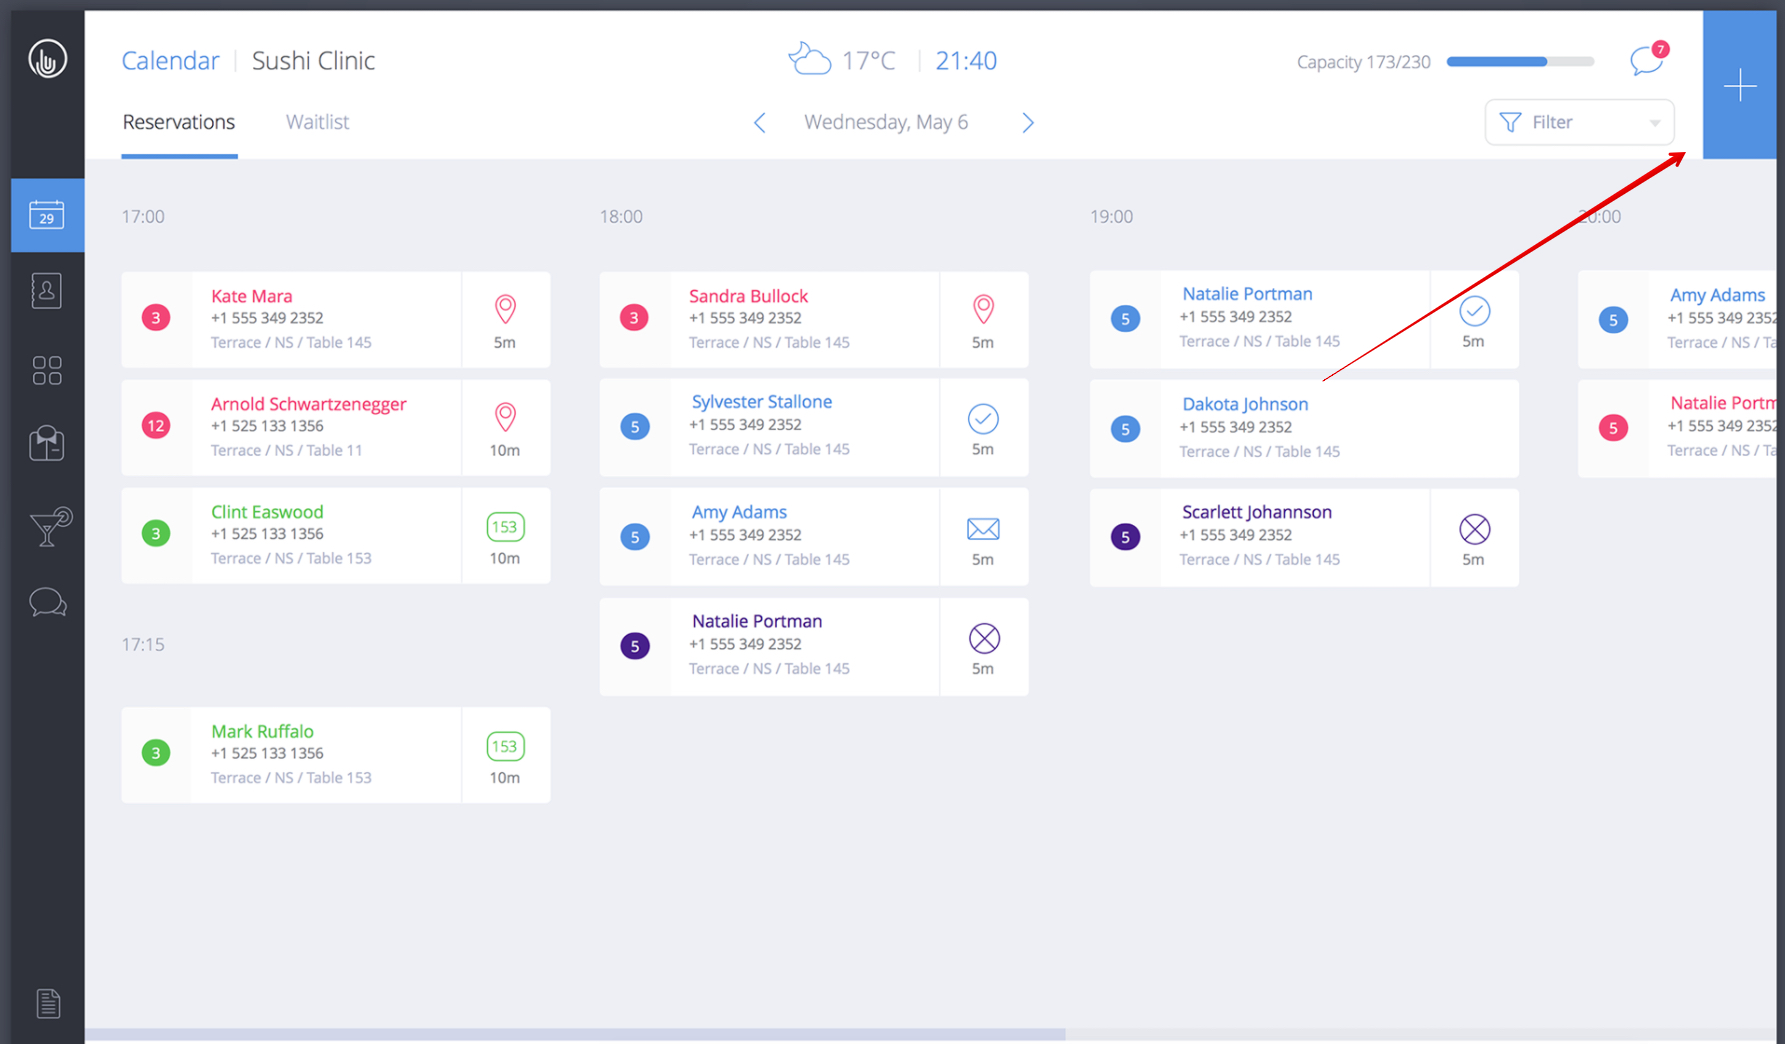 Calendar | Sushi Clinic
17°C | 21:40
Capacity 173/230
7
Reservations
Waitlist
Wednesday, May 6
Filter
29
17:00
3
Kate Mara
+1 555 349 2352
Terrace / NS / Table 145
5m
12
Arnold Schwartzenegger
+1 525 133 1356
Terrace / NS / Table 11
10m
3
Clint Easwood
+1 525 133 1356
Terrace / NS / Table 153
153
10m
17:15
3
Mark Ruffalo
+1 525 133 1356
Terrace / NS / Table 153
153
10m
18:00
3
Sandra Bullock
+1 555 349 2352
Terrace / NS / Table 145
5m
5
Sylvester Stallone
+1 555 349 2352
Terrace / NS / Table 145
5m
5
Amy Adams
+1 555 349 2352
Terrace / NS / Table 145
5m
5
Natalie Portman
+1 555 349 2352
Terrace / NS / Table 145
5m
19:00
5
Natalie Portman
+1 555 349 2352
Terrace / NS / Table 145
5m
5
Dakota Johnson
+1 555 349 2352
Terrace / NS / Table 145
5
Scarlett Johannson
+1 555 349 2352
Terrace / NS / Table 145
5m
20:00
5
Amy Adams
+1 555 349 2352
Terrace / NS / Ta
5
Natalie Portm
+1 555 349 2352
Terrace / NS / Ta